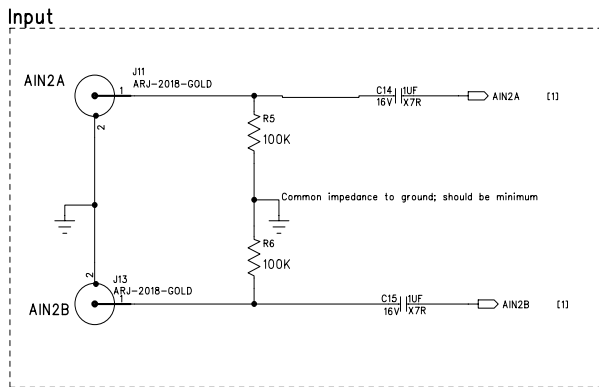 Input
AIN2A
J11
ARJ-2018-GOLD
1
2
C14
1UF
16V
X7R
AIN2A
[1]
R5
100K
Common impedance to ground; should be minimum
R6
100K
2
J13
ARJ-2018-GOLD
1
AIN2B
C15
1UF
16V
X7R
AIN2B
[1]